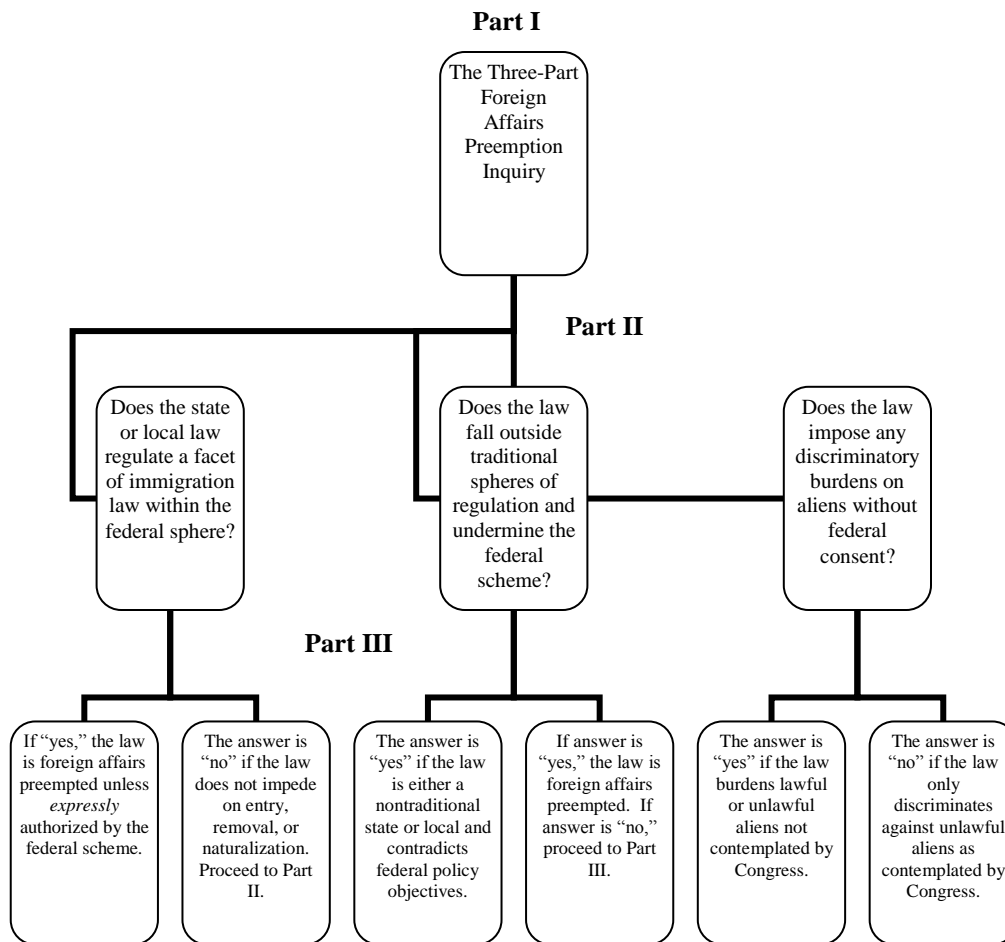 Part I
The Three-Part
Foreign
Affairs
Preemption
Inquiry
Part II
Does the state
or local law
regulate a facet
of immigration
law within the
federal sphere?
Does the law
fall outside
traditional
spheres of
regulation and
undermine the
federal
scheme?
Does the law
impose any
discriminatory
burdens on
aliens without
federal
consent?
Part III
If “yes,” the law
is foreign affairs
preempted unless
expressly
authorized by the
federal scheme.
The answer is
“no” if the law
does not impede
on entry,
removal, or
naturalization.
Proceed to Part
II.
The answer is
“yes” if the law
is either a
nontraditional
state or local and
contradicts
federal policy
objectives.
If answer is
“yes,” the law is
foreign affairs
preempted. If
answer is “no,”
proceed to Part
III.
The answer is
“yes” if the law
burdens lawful
or unlawful
aliens not
contemplated by
Congress.
The answer is
“no” if the law
only
discriminates
against unlawful
aliens as
contemplated by
Congress.